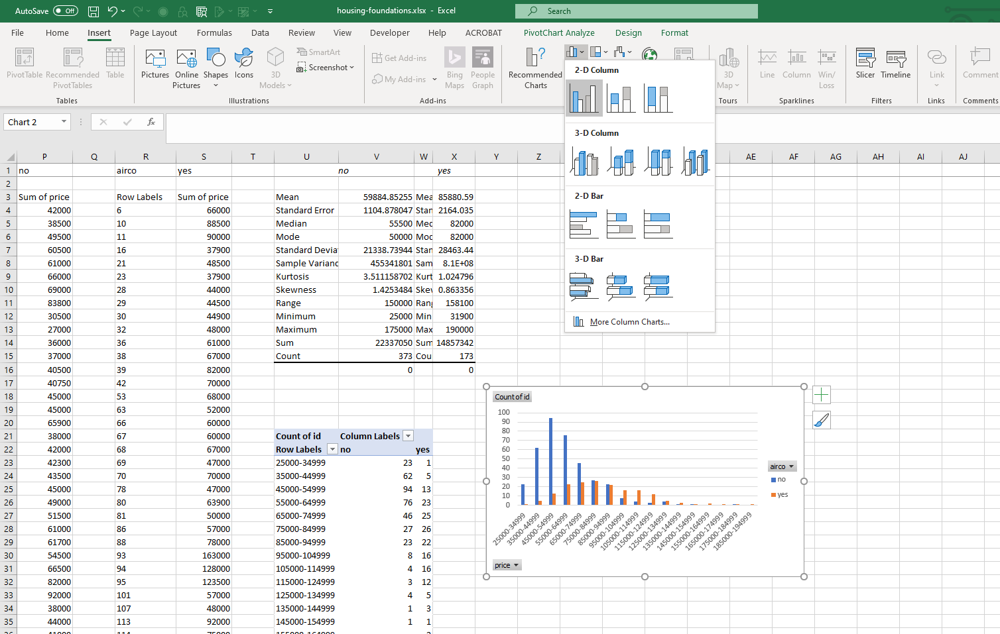 AutoSave Off housing-foundations.xlsx - Excel Search
File Home Insert Page Layout Formulas Data Review View Developer Help ACROBAT PivotChart Analyze Design Format
PivotTable Recommended PivotTables Table
Tables
Pictures Online Pictures Shapes Icons 3D Models SmartArt Screenshot
Illustrations
Get Add-ins My Add-ins Bing Maps People Graph
Add-ins
Recommended Charts
3D Map
Tours
Line Column Win/Loss
Sparklines
Slicer Timeline
Filters
Link
Links
Comment
Comments
2-D Column
3-D Column
2-D Bar
3-D Bar
More Column Charts...
Chart 2 fx
P Q R S T U V W X Y Z AE AF AG AH AI AJ
1 no airco yes no yes
2
3 Sum of price Row Labels Sum of price Mean 59884.85255 Mea 85880.59
4 42000 6 66000 Standard Error 1104.878047 Stan 2164.035
5 38500 10 88500 Median 55500 Med 82000
6 49500 11 90000 Mode 50000 Moc 82000
7 60500 16 37900 Standard Devia 21338.73944 Stan 28463.44
8 61000 21 48500 Sample Varianc 455341801 Sam 8.1E+08
9 66000 23 37900 Kurtosis 3.511158702 Kurt 1.024796
10 69000 28 44000 Skewness 1.4253484 Skev 0.863356
11 83800 29 44500 Range 150000 Rang 158100
12 30500 30 44900 Minimum 25000 Min 31900
13 27000 32 48000 Maximum 175000 Max 190000
14 36000 36 61000 Sum 22337050 Sum 14857342
15 37000 38 67000 Count 373 Cou 173
16 40500 39 82000 0 0
17 40750 42 70000
18 45000 53 68000
19 45000 63 52000
20 65900 66 60000
21 38000 67 60000 Count of id Column Labels
22 42000 68 67000 Row Labels no yes
23 42300 69 47000 25000-34999 23 1
24 43500 70 70000 35000-44999 62 5
25 45000 78 47000 45000-54999 94 13
26 49000 80 63900 55000-64999 76 23
27 51500 81 50000 65000-74999 46 25
28 61000 86 57000 75000-84999 27 26
29 61700 88 78000 85000-94999 23 22
30 54500 93 163000 95000-104999 8 16
31 66500 94 128000 105000-114999 4 16
32 82000 95 123500 115000-124999 3 12
33 92000 101 57000 125000-134999 4 5
34 38000 107 48000 135000-144999 1 3
35 44000 113 92000 145000-154999 1 1
Count of id
100
90
80
70
60
50
40
30
20
10
0
25000-34999
35000-44999
45000-54999
55000-64999
65000-74999
75000-84999
85000-94999
95000-104999
105000-114999
115000-124999
125000-134999
135000-144999
145000-154999
155000-164999
165000-174999
175000-184999
185000-194999
airco
no
yes
price